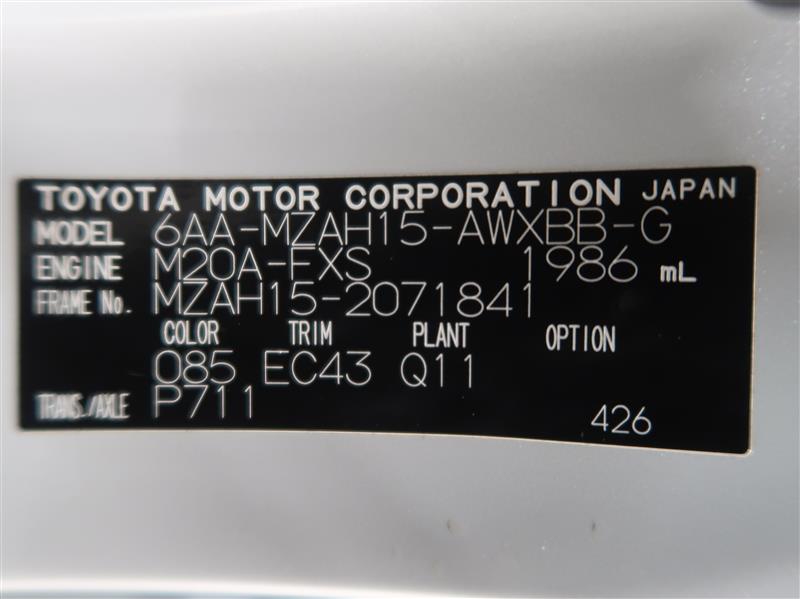 TOYOTA MOTOR CORPORATION JAPAN
MODEL 6AA-MZAH15-AWXBB-G
ENGINE M20A-FXS 1986 mL
FRAME No. MZAH15-2071841
COLOR TRIM PLANT OPTION
085 EC43 Q11
TRANS./AXLE P711
426